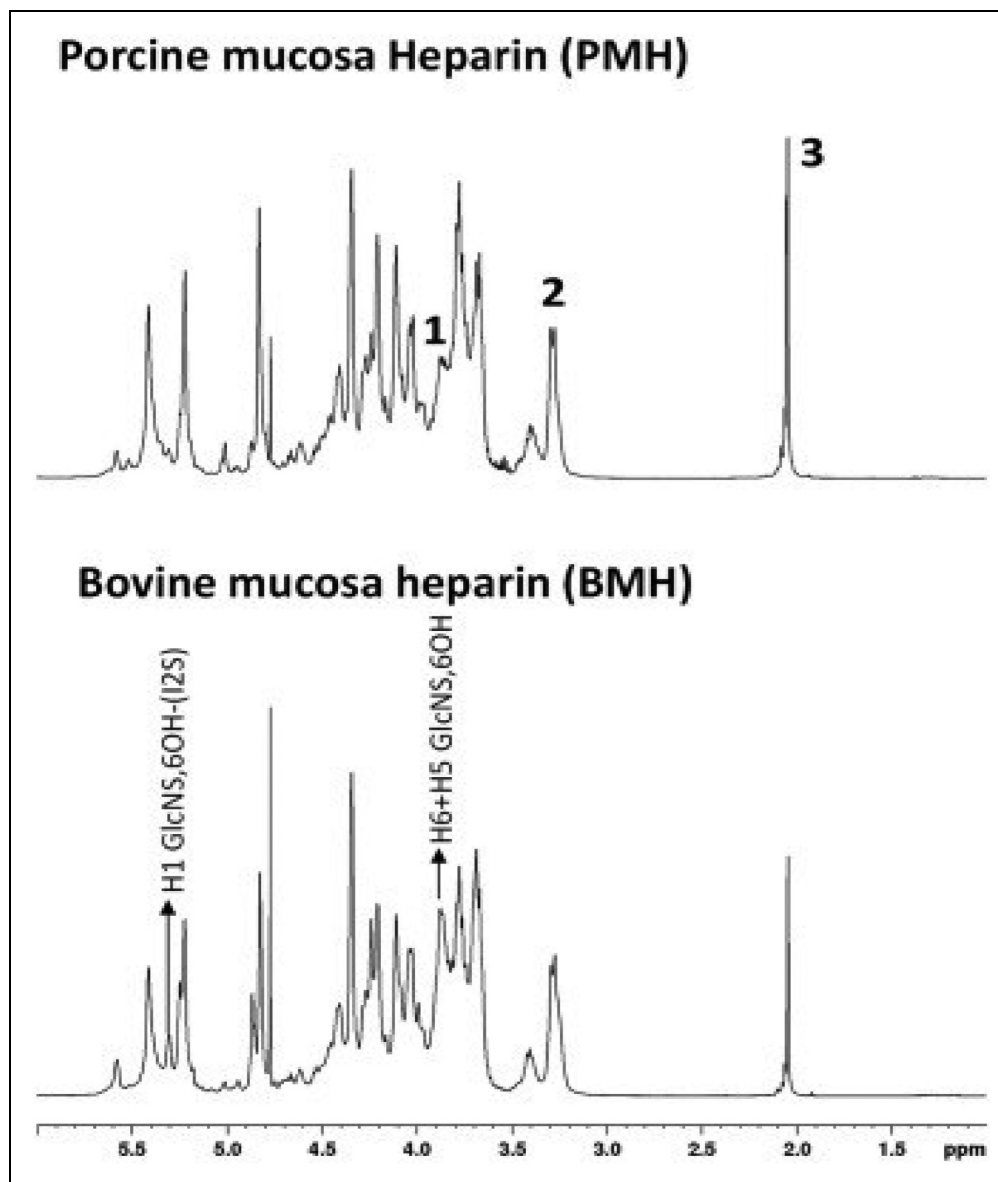 Porcine mucosa Heparin (PMH)
3
2
1
Bovine mucosa heparin (BMH)
H1 GlcNS,6OH-(I2S)
H6+H5 GlcNS,6OH
5.5 5.0 4.5 4.0 3.5 3.0 2.5 2.0 1.5 ppm